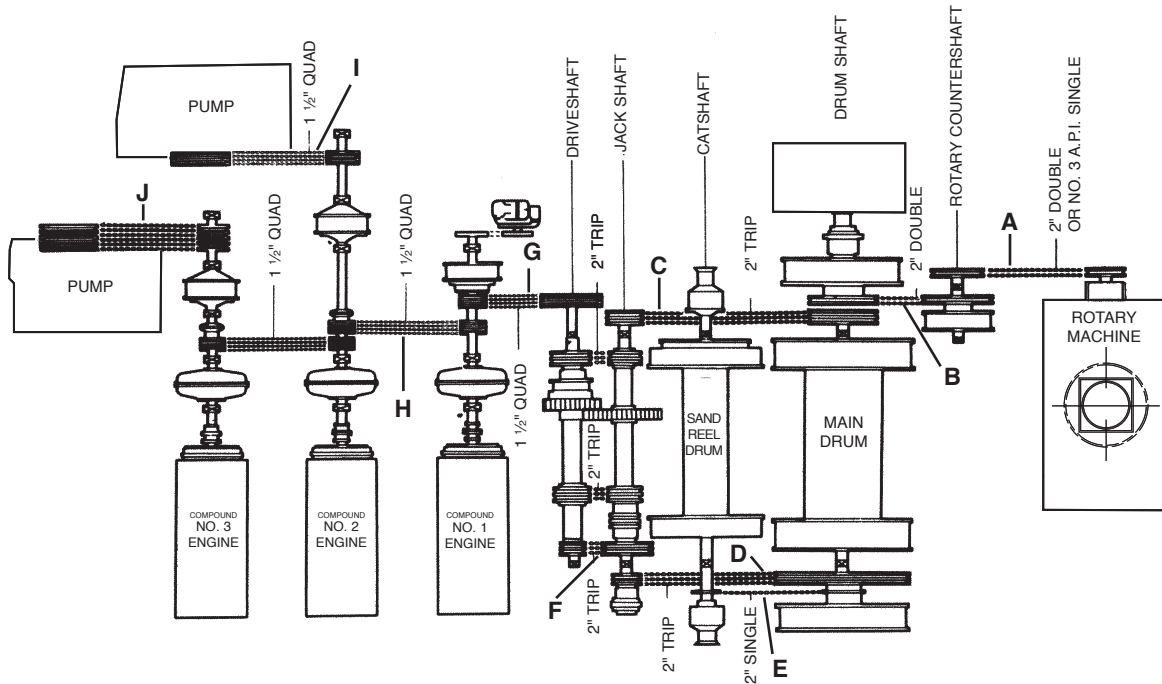 PUMP
1 ½" QUAD
I
J
PUMP
1 ½" QUAD
1 ½" QUAD
H
G
1 ½" QUAD
DRIVESHAFT
2" TRIP
JACK SHAFT
C
CATSHAFT
2" TRIP
DRUM SHAFT
2" DOUBLE
B
ROTARY COUNTERSHAFT
A
2" DOUBLE
OR NO. 3 A.P.I. SINGLE
ROTARY
MACHINE
SAND
REEL
DRUM
MAIN
DRUM
2" TRIP
COMPOUND
NO. 3
ENGINE
COMPOUND
NO. 2
ENGINE
COMPOUND
NO. 1
ENGINE
F
2" TRIP
2" TRIP
D
2" SINGLE
E